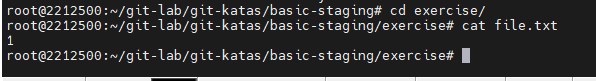 root@2212500:~/git-lab/git-katas/basic-staging# cd exercise/
root@2212500:~/git-lab/git-katas/basic-staging/exercise# cat file.txt
1
root@2212500:~/git-lab/git-katas/basic-staging/exercise#